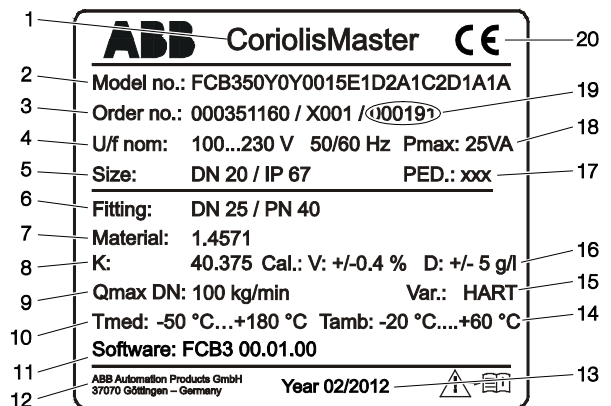 1 ABB CoriolisMaster CE 20
2 Model no.: FCB350Y0Y0015E1D2A1C2D1A1A
3 Order no.: 000351160 / X001 / 000191 19
4 U/f nom: 100...230 V 50/60 Hz Pmax: 25VA 18
5 Size: DN 20 / IP 67 PED.: xxx 17
6 Fitting: DN 25 / PN 40
7 Material: 1.4571
8 K: 40.375 Cal.: V: +/-0.4 % D: +/- 5 g/l 16
9 Qmax DN: 100 kg/min Var.: HART 15
10 Tmed: -50 °C...+180 °C Tamb: -20 °C....+60 °C 14
11 Software: FCB3 00.01.00
12 ABB Automation Products GmbH
37070 Göttingen – Germany Year 02/2012 13